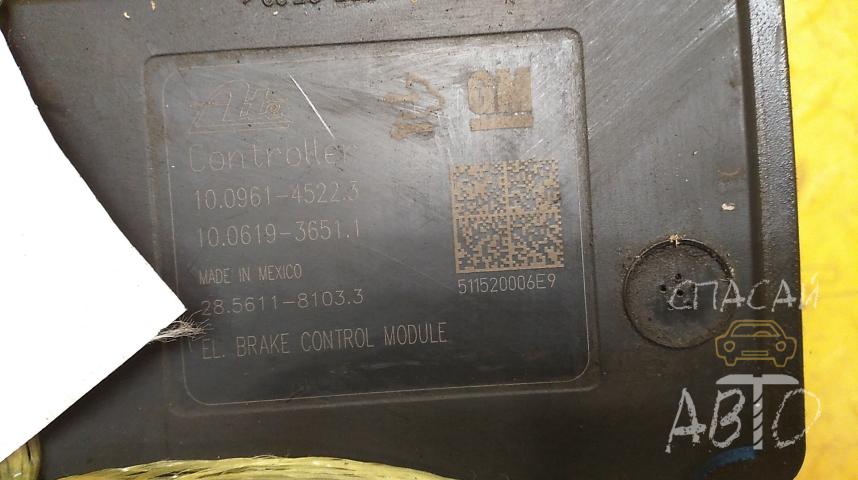 Ate
GM
Controller
10.0961-4522.3
10.0619-3651.1
MADE IN MEXICO
28.5611-8103.3
EL. BRAKE CONTROL MODULE
511520006E9
СПАСАЙ
АВТО